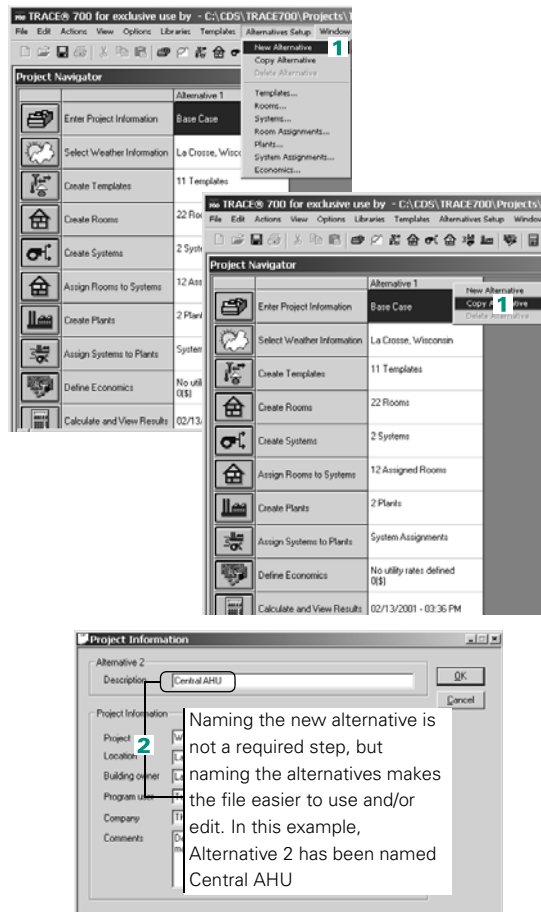 TRACE® 700 for exclusive use by - C:\CDS\TRACE700\Projects\
File Edit Actions View Options Libraries Templates Alternatives Setup Window
New Alternative
1
Copy Alternative
Delete Alternative
Templates...
Rooms...
Systems...
Room Assignments...
Plants...
System Assignments...
Economics...
Project Navigator
Alternative 1
Enter Project Information Base Case
Select Weather Information La Crosse,
Create Templates 11 Templates
Create Rooms 22
Create Systems 2
Assign Rooms to Systems 12
Create Plants 2
Assign Systems to Plants
Define Economics No
0($)
Calculate and View Results 02/13
TRACE® 700 for exclusive use by - C:\CDS\TRACE700\Projects\
File Edit Actions View Options Libraries Templates Alternatives Setup Window
Project Navigator
Alternative 1
New Alternative
Copy
1
Delete Alternative
Enter Project Information Base Case
Select Weather Information La Crosse, Wisconsin
Create Templates 11 Templates
Create Rooms 22 Rooms
Create Systems 2 Systems
Assign Rooms to Systems 12 Assigned Rooms
Create Plants 2 Plants
Assign Systems to Plants System Assignments
Define Economics No utility rates defined
0($)
Calculate and View Results 02/13/2001 - 03:36 PM
Project Information
Alternative 2
Description Central AHU
OK
Cancel
Project Information
Project
2
Location
Building owner
Program user
Company
Comments
Naming the new alternative is
not a required step, but
naming the alternatives makes
the file easier to use and/or
edit. In this example,
Alternative 2 has been named
Central AHU